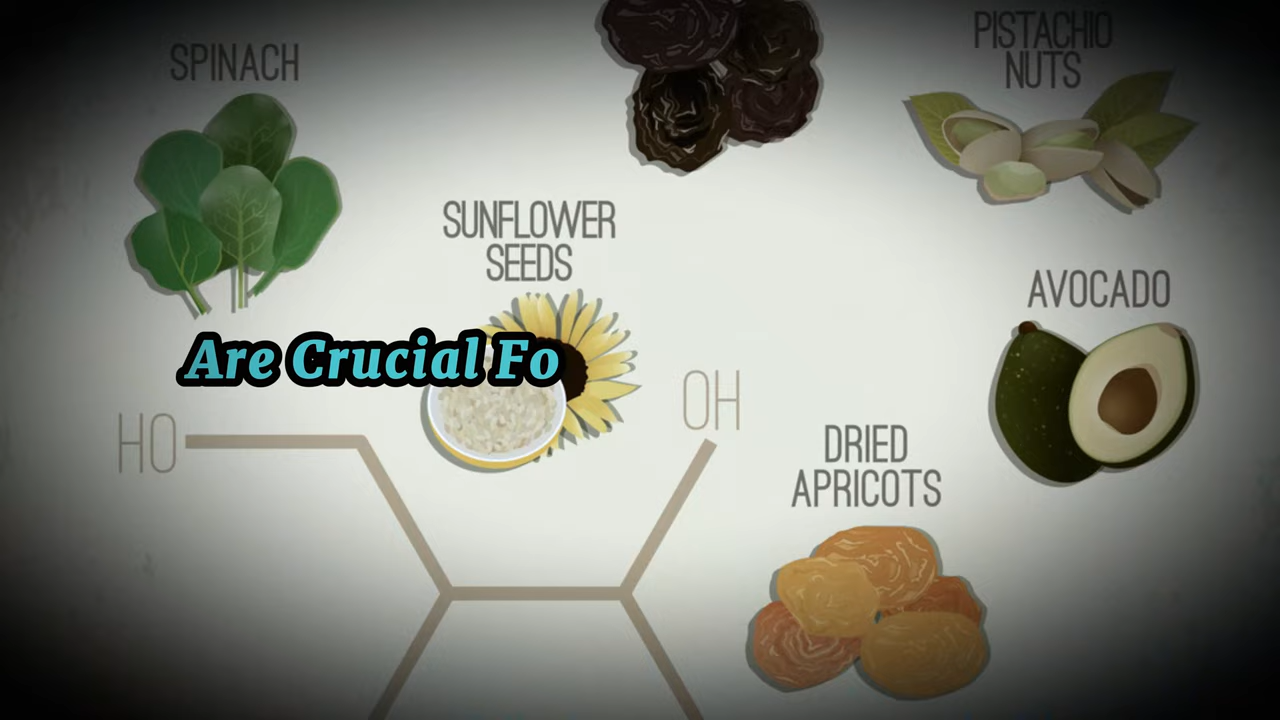 SPINACH
PISTACHIO
NUTS
SUNFLOWER
SEEDS
AVOCADO
Are Crucial Fo
HO
OH
DRIED
APRICOTS